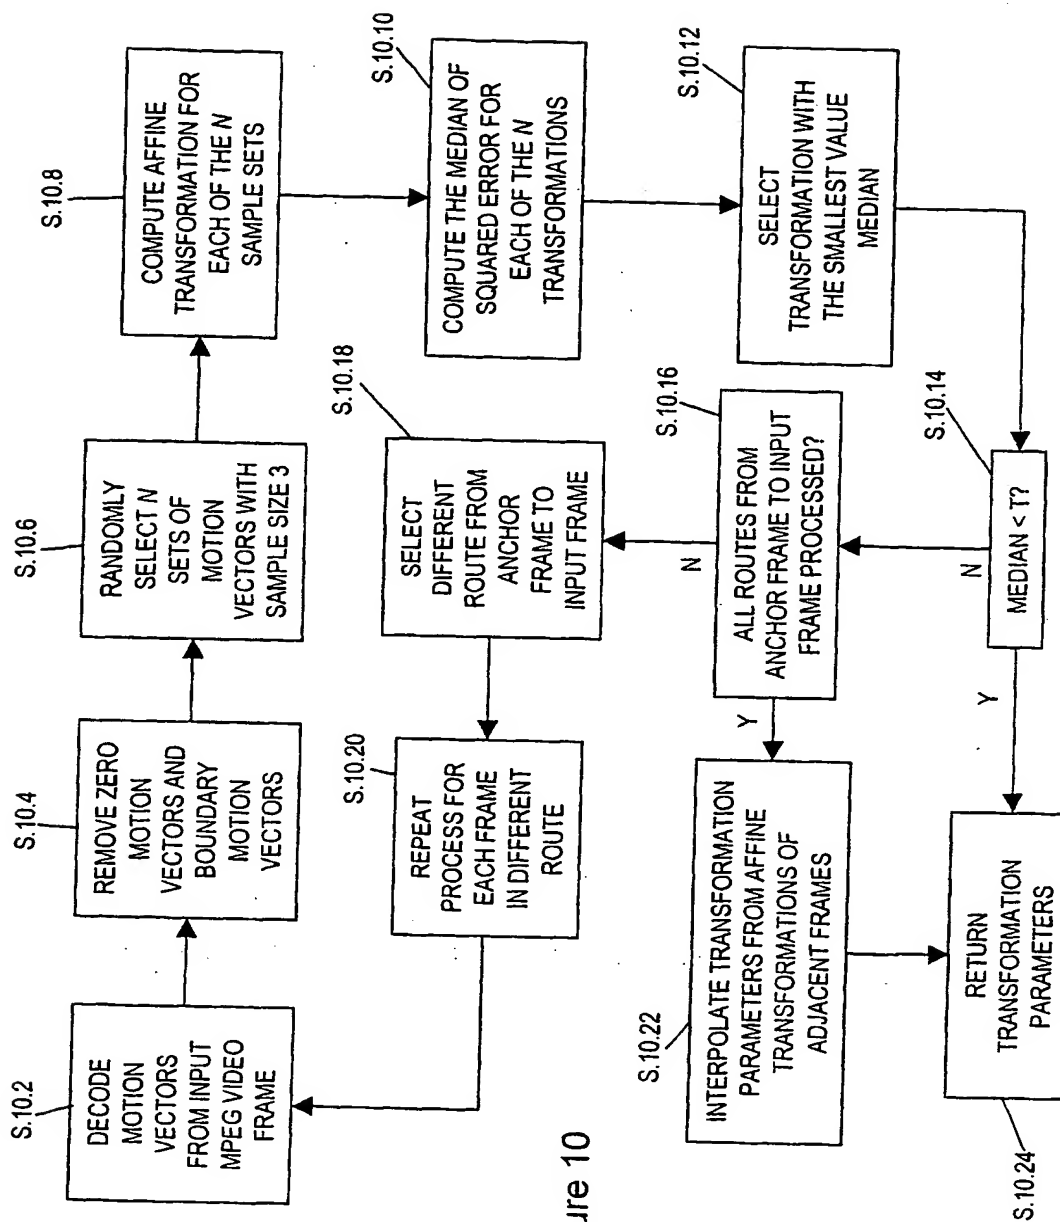 S.10.2
DECODE
MOTION
VECTORS
FROM INPUT
MPEG VIDEO
FRAME
S.10.4
REMOVE ZERO
MOTION
VECTORS AND
BOUNDARY
MOTION
VECTORS
S.10.6
RANDOMLY
SELECT N
SETS OF
MOTION
VECTORS WITH
SAMPLE SIZE 3
S.10.8
COMPUTE AFFINE
TRANSFORMATION FOR
EACH OF THE N
SAMPLE SETS
S.10.10
COMPUTE THE MEDIAN OF
SQUARED ERROR FOR
EACH OF THE N
TRANSFORMATIONS
S.10.12
SELECT
TRANSFORMATION WITH
THE SMALLEST VALUE
MEDIAN
S.10.14
MEDIAN < T?
N
Y
S.10.16
ALL ROUTES FROM
ANCHOR FRAME TO INPUT
FRAME PROCESSED?
N
Y
S.10.18
SELECT
DIFFERENT
ROUTE FROM
ANCHOR
FRAME TO
INPUT FRAME
S.10.20
REPEAT
PROCESS FOR
EACH FRAME
IN DIFFERENT
ROUTE
S.10.22
INTERPOLATE TRANSFORMATION
PARAMETERS FROM AFFINE
TRANSFORMATIONS OF
ADJACENT FRAMES
S.10.24
RETURN
TRANSFORMATION
PARAMETERS
ure 10